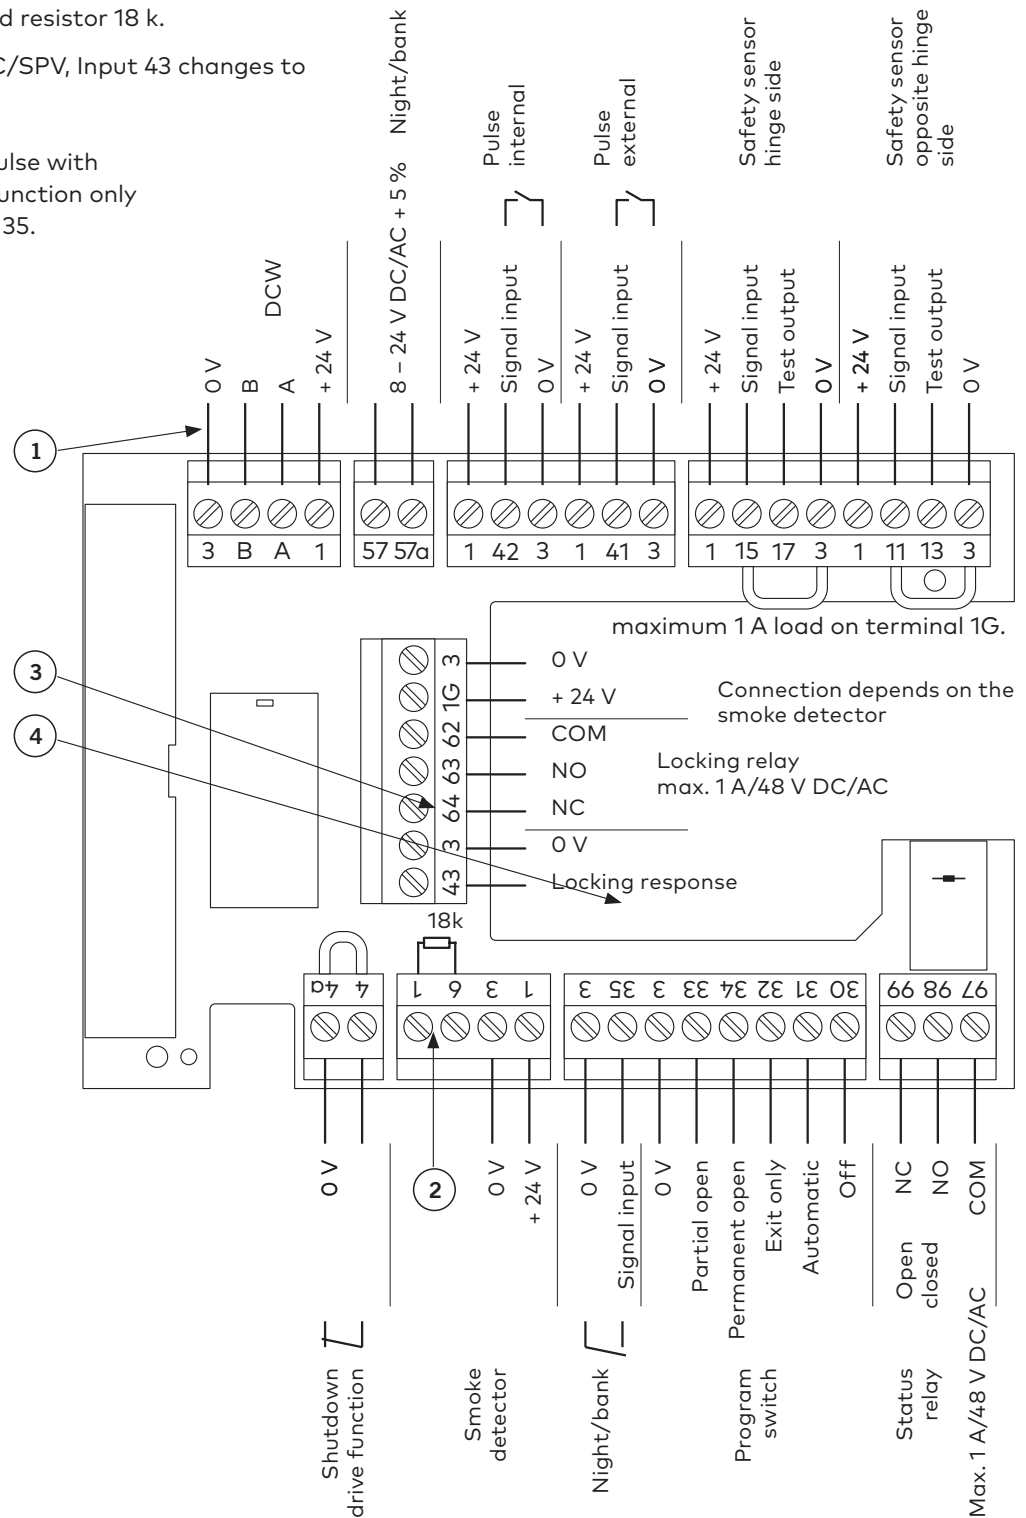 d resistor 18 k.
C/SPV, Input 43 changes to
ulse with
unction only
35.
Night/bank
8 – 24 V DC/AC + 5 %
Pulse
internal
Pulse
external
Safety sensor
hinge side
Safety sensor
opposite hinge
side
DCW
0 V
B
A
+ 24 V
+ 24 V
Signal input
0 V
+ 24 V
Signal input
0 V
+ 24 V
Signal input
Test output
0 V
+ 24 V
Signal input
Test output
0 V
1
3 B A 1
57 57a
1 42 3 1 41 3
1 15 17 3 1 11 13 3
maximum 1 A load on terminal 1G.
3
4
3
0 V
1G
+ 24 V
62
COM
63
NO
64
NC
3
0 V
43
Locking response
Connection depends on the
smoke detector
Locking relay
max. 1 A/48 V DC/AC
18k
4a 4
1 6 3 1
3 35 3 33 34 32 31 30
99 98 97
2
0 V
0 V
+ 24 V
0 V
Signal input
0 V
Partial open
Permanent open
Exit only
Automatic
Off
NC
NO
COM
Open
closed
Shutdown
drive function
Smoke
detector
Night/bank
Program
switch
Status
relay
Max. 1 A/48 V DC/AC